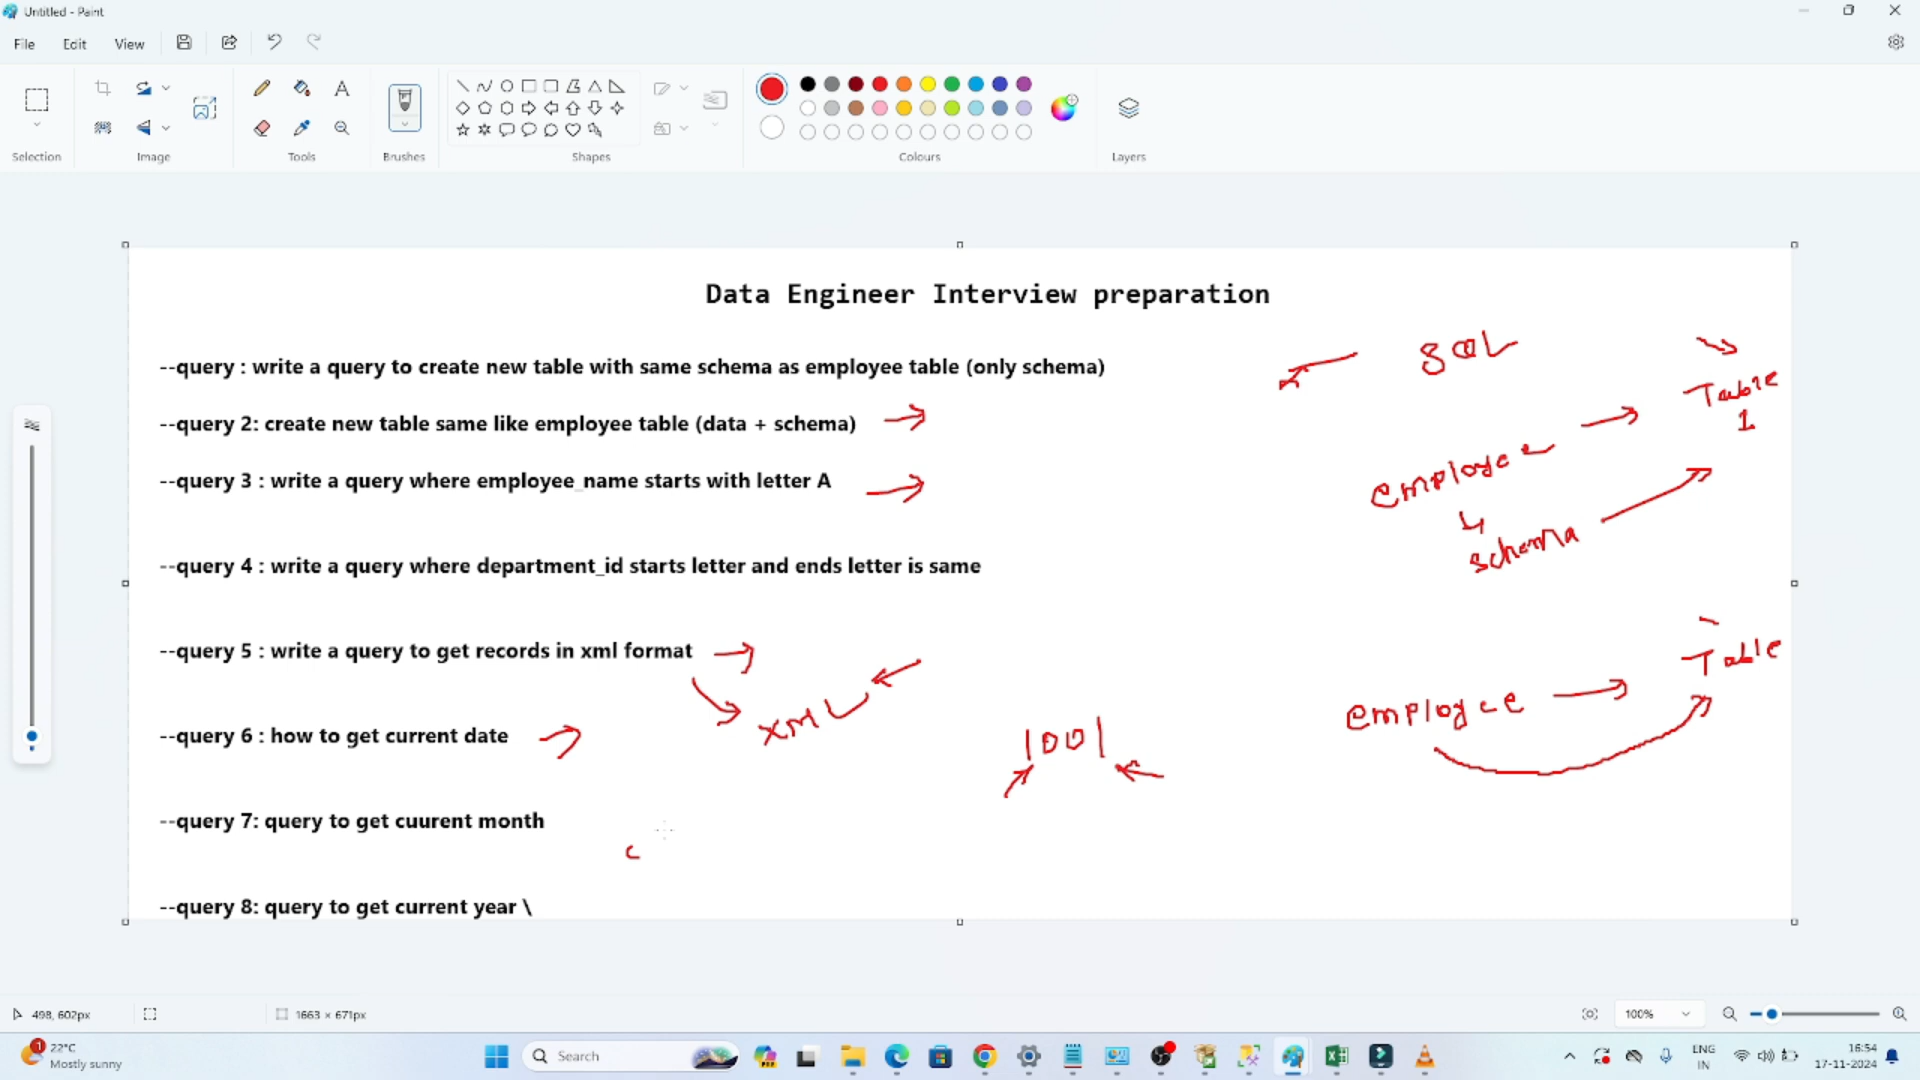 Untitled - Paint
File Edit View
Selection Image Tools Brushes Shapes Colours Layers
Data Engineer Interview preparation
--query : write a query to create new table with same schema as employee table (only schema)
SQL
Table
1
--query 2: create new table same like employee table (data + schema)
--query 3 : write a query where employee_name starts with letter A
employee
schema
--query 4 : write a query where department_id starts letter and ends letter is same
--query 5 : write a query to get records in xml format
Table
XML
employee
--query 6 : how to get current date
1001
--query 7: query to get cuurent month
c
--query 8: query to get current year \
498, 602px
1663 × 671px
100%
1
22°C
Mostly sunny
Search
ENG
IN
16:54
17-11-2024